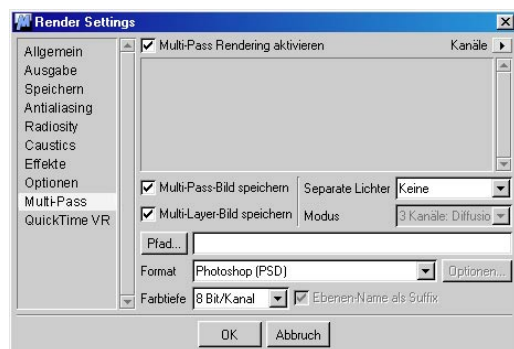 Render Settings
Allgemein
Ausgabe
Speichern
Antialiasing
Radiosity
Caustics
Effekte
Optionen
Multi-Pass
QuickTime VR
Multi-Pass Rendering aktivieren Kanäle
Multi-Pass-Bild speichern Separate Lichter Keine
Multi-Layer-Bild speichern Modus 3 Kanäle: Diffusio
Pfad...
Format Photoshop (PSD) Optionen...
Farbtiefe 8 Bit/Kanal Ebenen-Name als Suffix
OK Abbruch